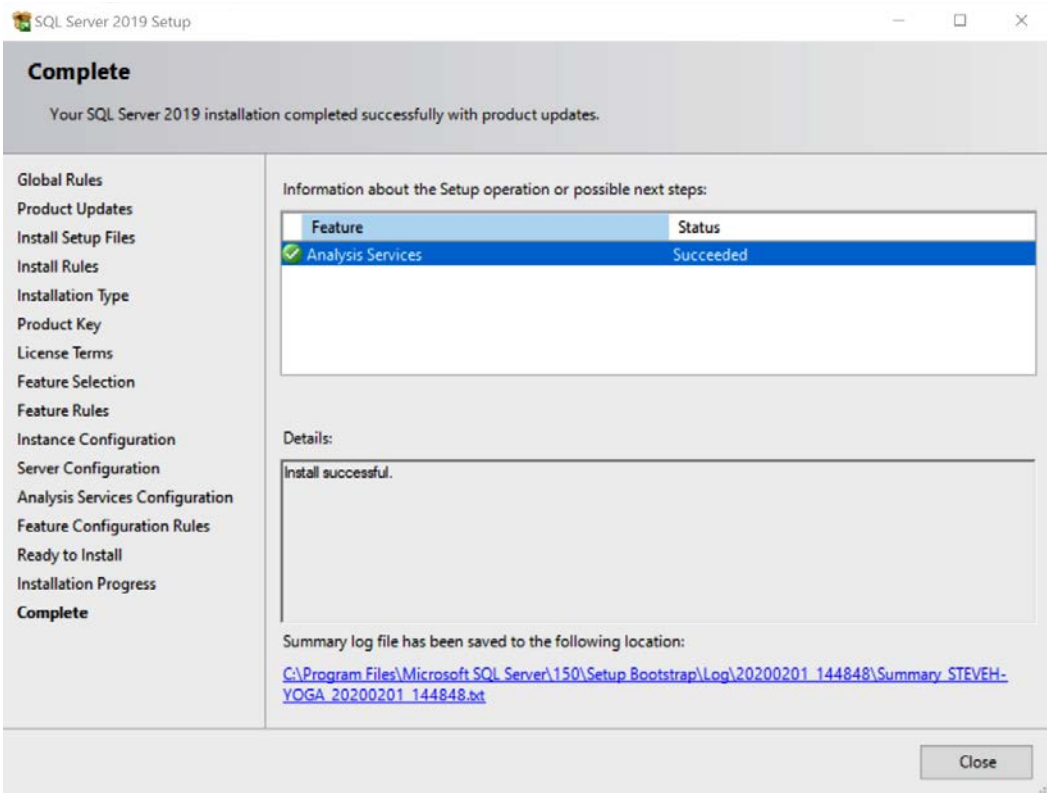 SQL Server 2019 Setup
Complete
Your SQL Server 2019 installation completed successfully with product updates.
Global Rules
Product Updates
Install Setup Files
Install Rules
Installation Type
Product Key
License Terms
Feature Selection
Feature Rules
Instance Configuration
Server Configuration
Analysis Services Configuration
Feature Configuration Rules
Ready to Install
Installation Progress
Complete
Information about the Setup operation or possible next steps:
Feature Status
Analysis Services Succeeded
Details:
Install successful.
Summary log file has been saved to the following location:
C:\Program Files\Microsoft SQL Server\150\Setup Bootstrap\Log\20200201_144848\Summary_STEVEH-
YOGA_20200201_144848.txt
Close